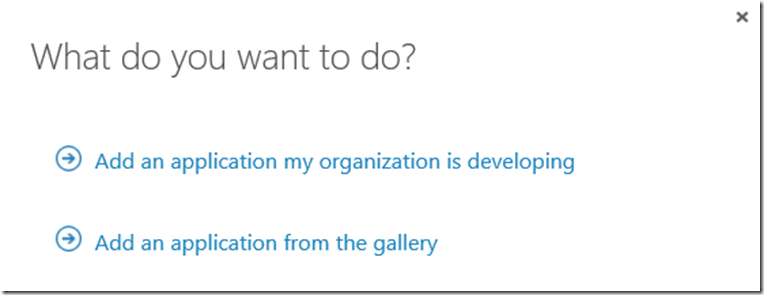 What do you want to do?
Add an application my organization is developing
Add an application from the gallery